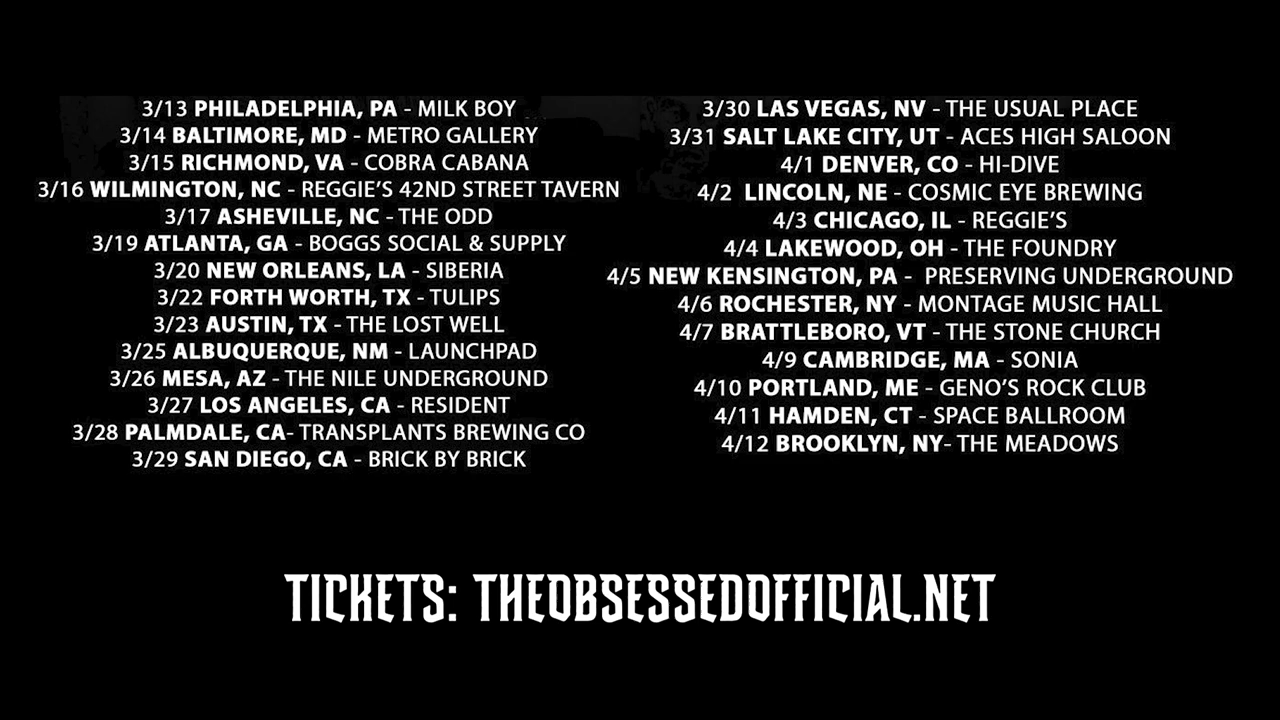 3/13 PHILADELPHIA, PA - MILK BOY
3/14 BALTIMORE, MD - METRO GALLERY
3/15 RICHMOND, VA - COBRA CABANA
3/16 WILMINGTON, NC - REGGIE'S 42ND STREET TAVERN
3/17 ASHEVILLE, NC - THE ODD
3/19 ATLANTA, GA - BOGGS SOCIAL & SUPPLY
3/20 NEW ORLEANS, LA - SIBERIA
3/22 FORTH WORTH, TX - TULIPS
3/23 AUSTIN, TX - THE LOST WELL
3/25 ALBUQUERQUE, NM - LAUNCHPAD
3/26 MESA, AZ - THE NILE UNDERGROUND
3/27 LOS ANGELES, CA - RESIDENT
3/28 PALMDALE, CA- TRANSPLANTS BREWING CO
3/29 SAN DIEGO, CA - BRICK BY BRICK
3/30 LAS VEGAS, NV - THE USUAL PLACE
3/31 SALT LAKE CITY, UT - ACES HIGH SALOON
4/1 DENVER, CO - HI-DIVE
4/2 LINCOLN, NE - COSMIC EYE BREWING
4/3 CHICAGO, IL - REGGIE'S
4/4 LAKEWOOD, OH - THE FOUNDRY
4/5 NEW KENSINGTON, PA - PRESERVING UNDERGROUND
4/6 ROCHESTER, NY - MONTAGE MUSIC HALL
4/7 BRATTLEBORO, VT - THE STONE CHURCH
4/9 CAMBRIDGE, MA - SONIA
4/10 PORTLAND, ME - GENO'S ROCK CLUB
4/11 HAMDEN, CT - SPACE BALLROOM
4/12 BROOKLYN, NY- THE MEADOWS
TICKETS: THEOBSESSEDOFFICIAL.NET